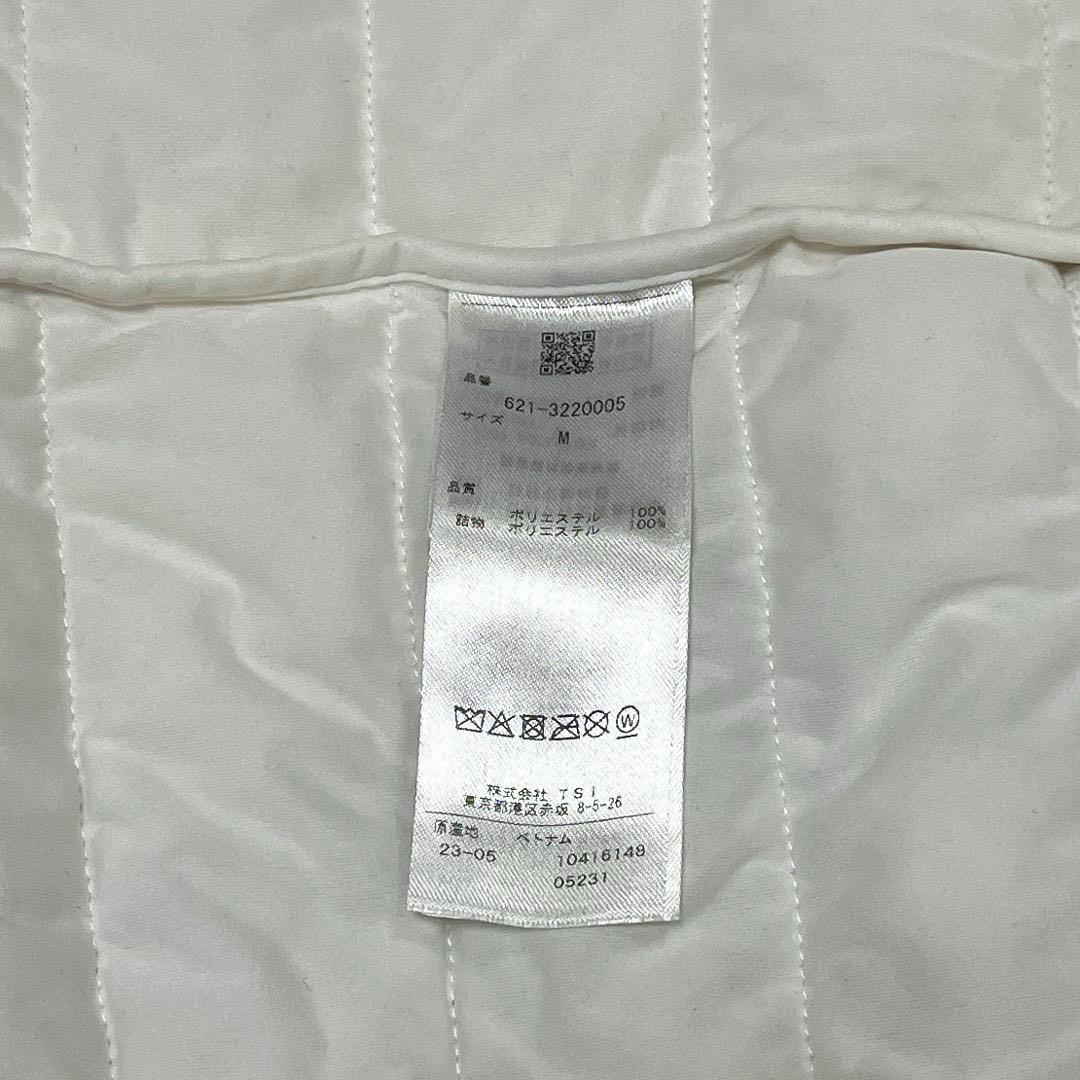 品番
621-3220005
サイズ
M
品質 ポリエステル 100%
詰物 ポリエステル 100%
W
株式会社 TSI
東京都港区赤坂 8-5-26
原産地 ベトナム
23-05 10416148
05231